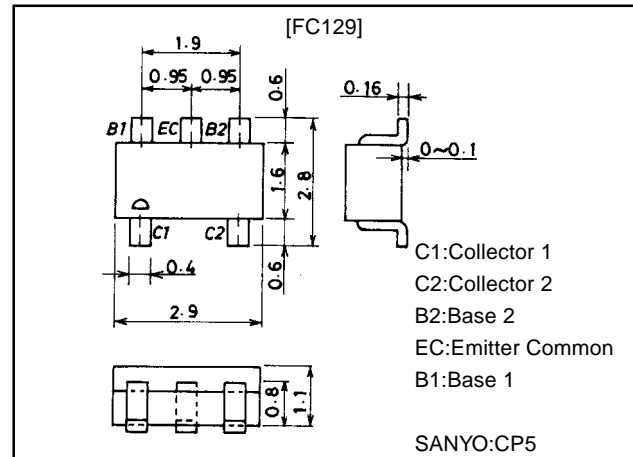 [FC129]
1.9
0.95 0.95
0.6
0.16
B1 EC B2
0~0.1
1.6
2.8
C1 C2
0.6
0.4
2.9
C1:Collector 1
C2:Collector 2
B2:Base 2
EC:Emitter Common
B1:Base 1
0.8
1.1
SANYO:CP5